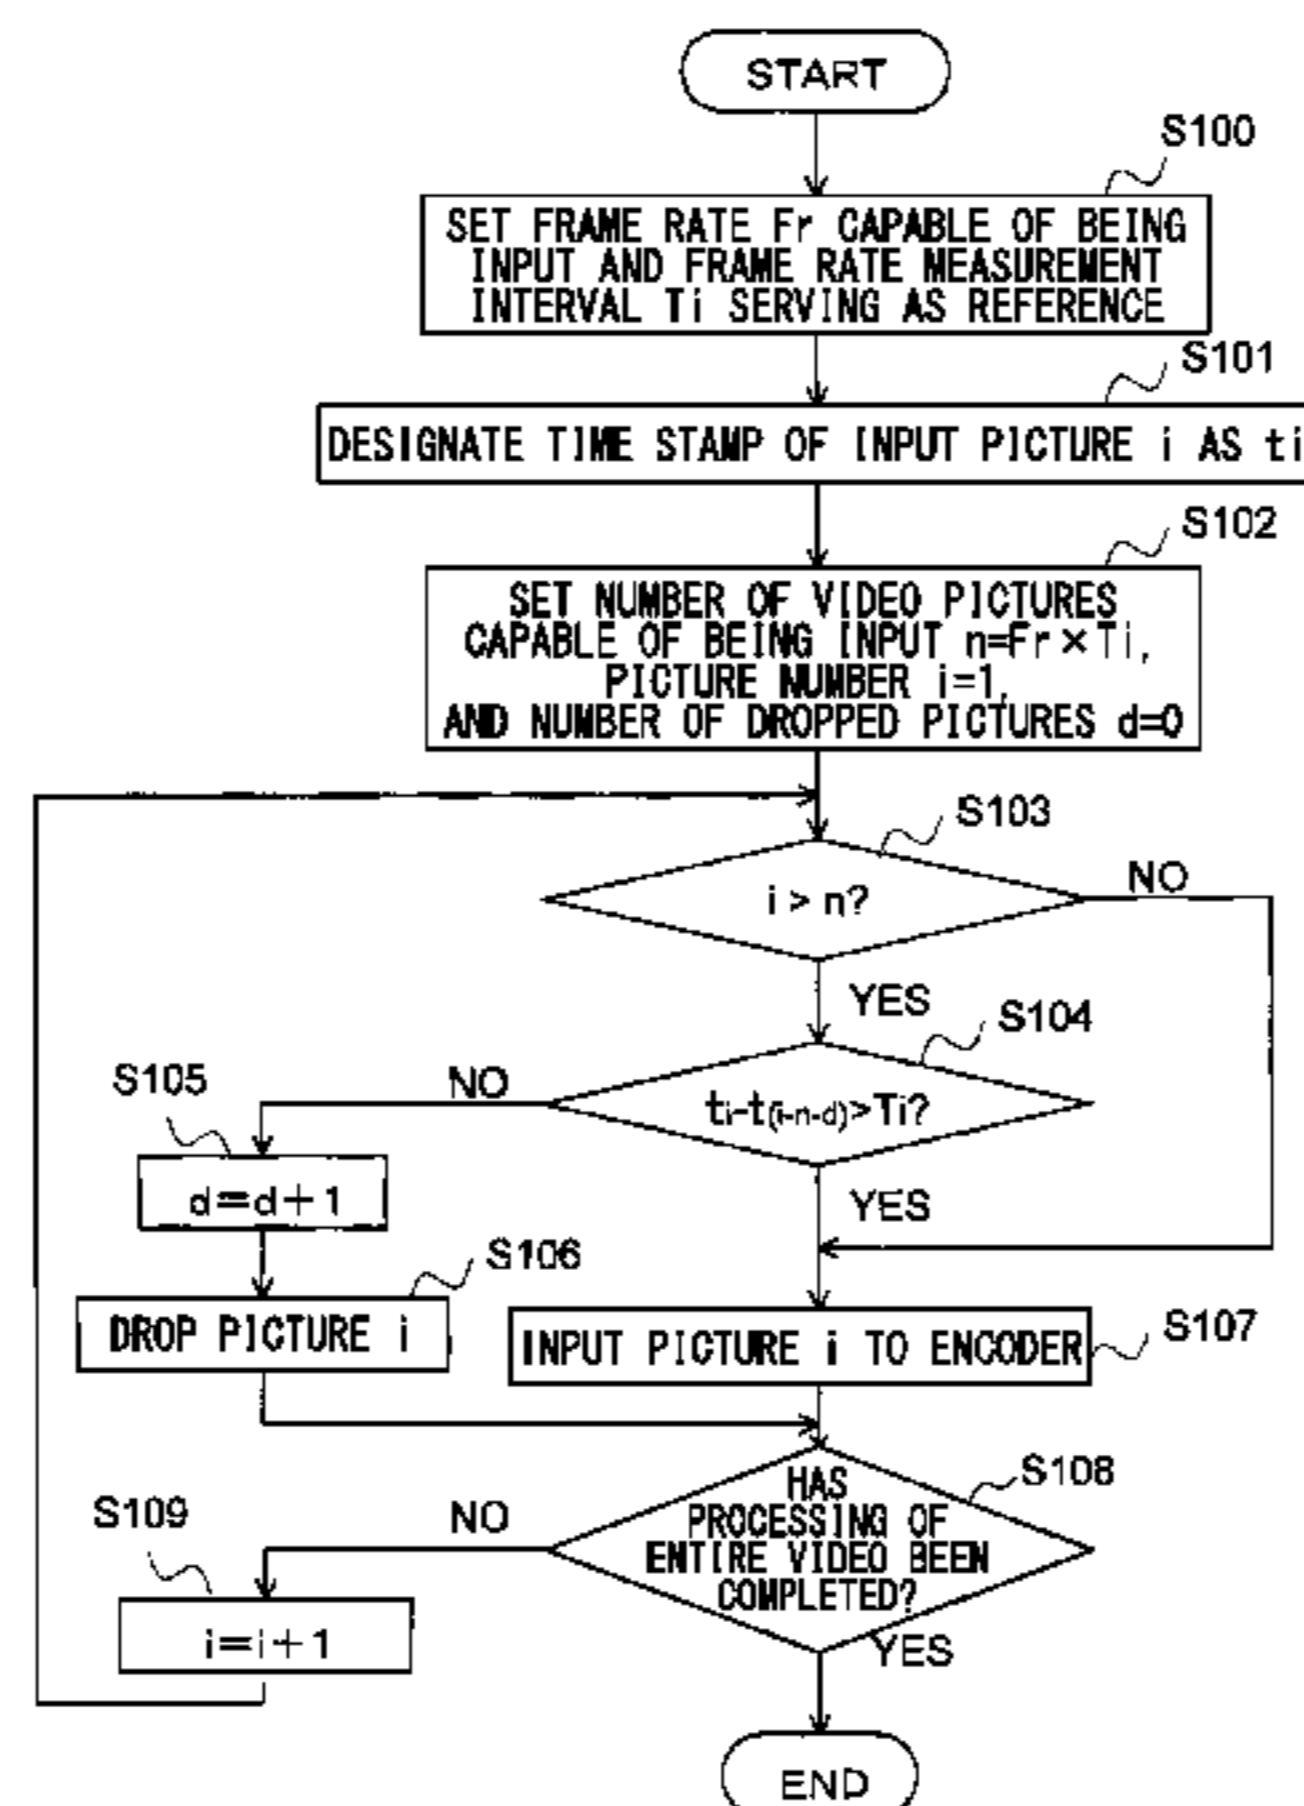 START
S100
SET FRAME RATE Fr CAPABLE OF BEING
INPUT AND FRAME RATE MEASUREMENT
INTERVAL Ti SERVING AS REFERENCE
S101
DESIGNATE TIME STAMP OF INPUT PICTURE i AS ti
S102
SET NUMBER OF VIDEO PICTURES
CAPABLE OF BEING INPUT n=Fr×Ti,
PICTURE NUMBER i=1,
AND NUMBER OF DROPPED PICTURES d=0
S103
i > n?
NO
YES
S104
ti-t(i-n-d)>Ti?
NO
S105
d=d+1
YES
S106
DROP PICTURE i
INPUT PICTURE i TO ENCODER
S107
S108
HAS
PROCESSING OF
ENTIRE VIDEO BEEN
COMPLETED?
NO
S109
i=i+1
YES
END